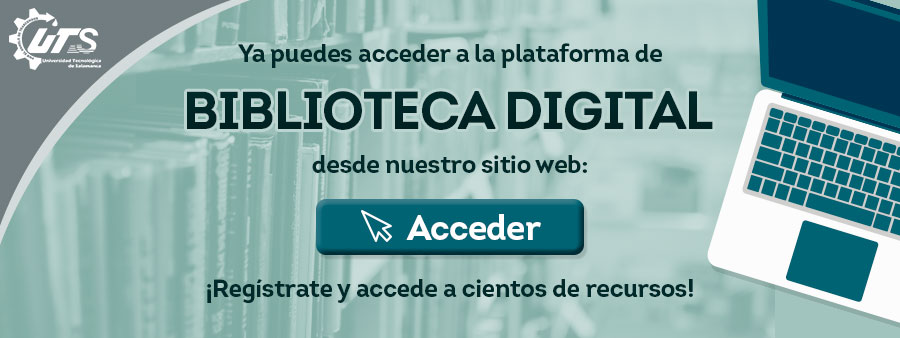 UTS
Universidad Tecnológica
de Salamanca
Ya puedes acceder a la plataforma de
BIBLIOTECA DIGITAL
desde nuestro sitio web:
Acceder
¡Regístrate y accede a cientos de recursos!